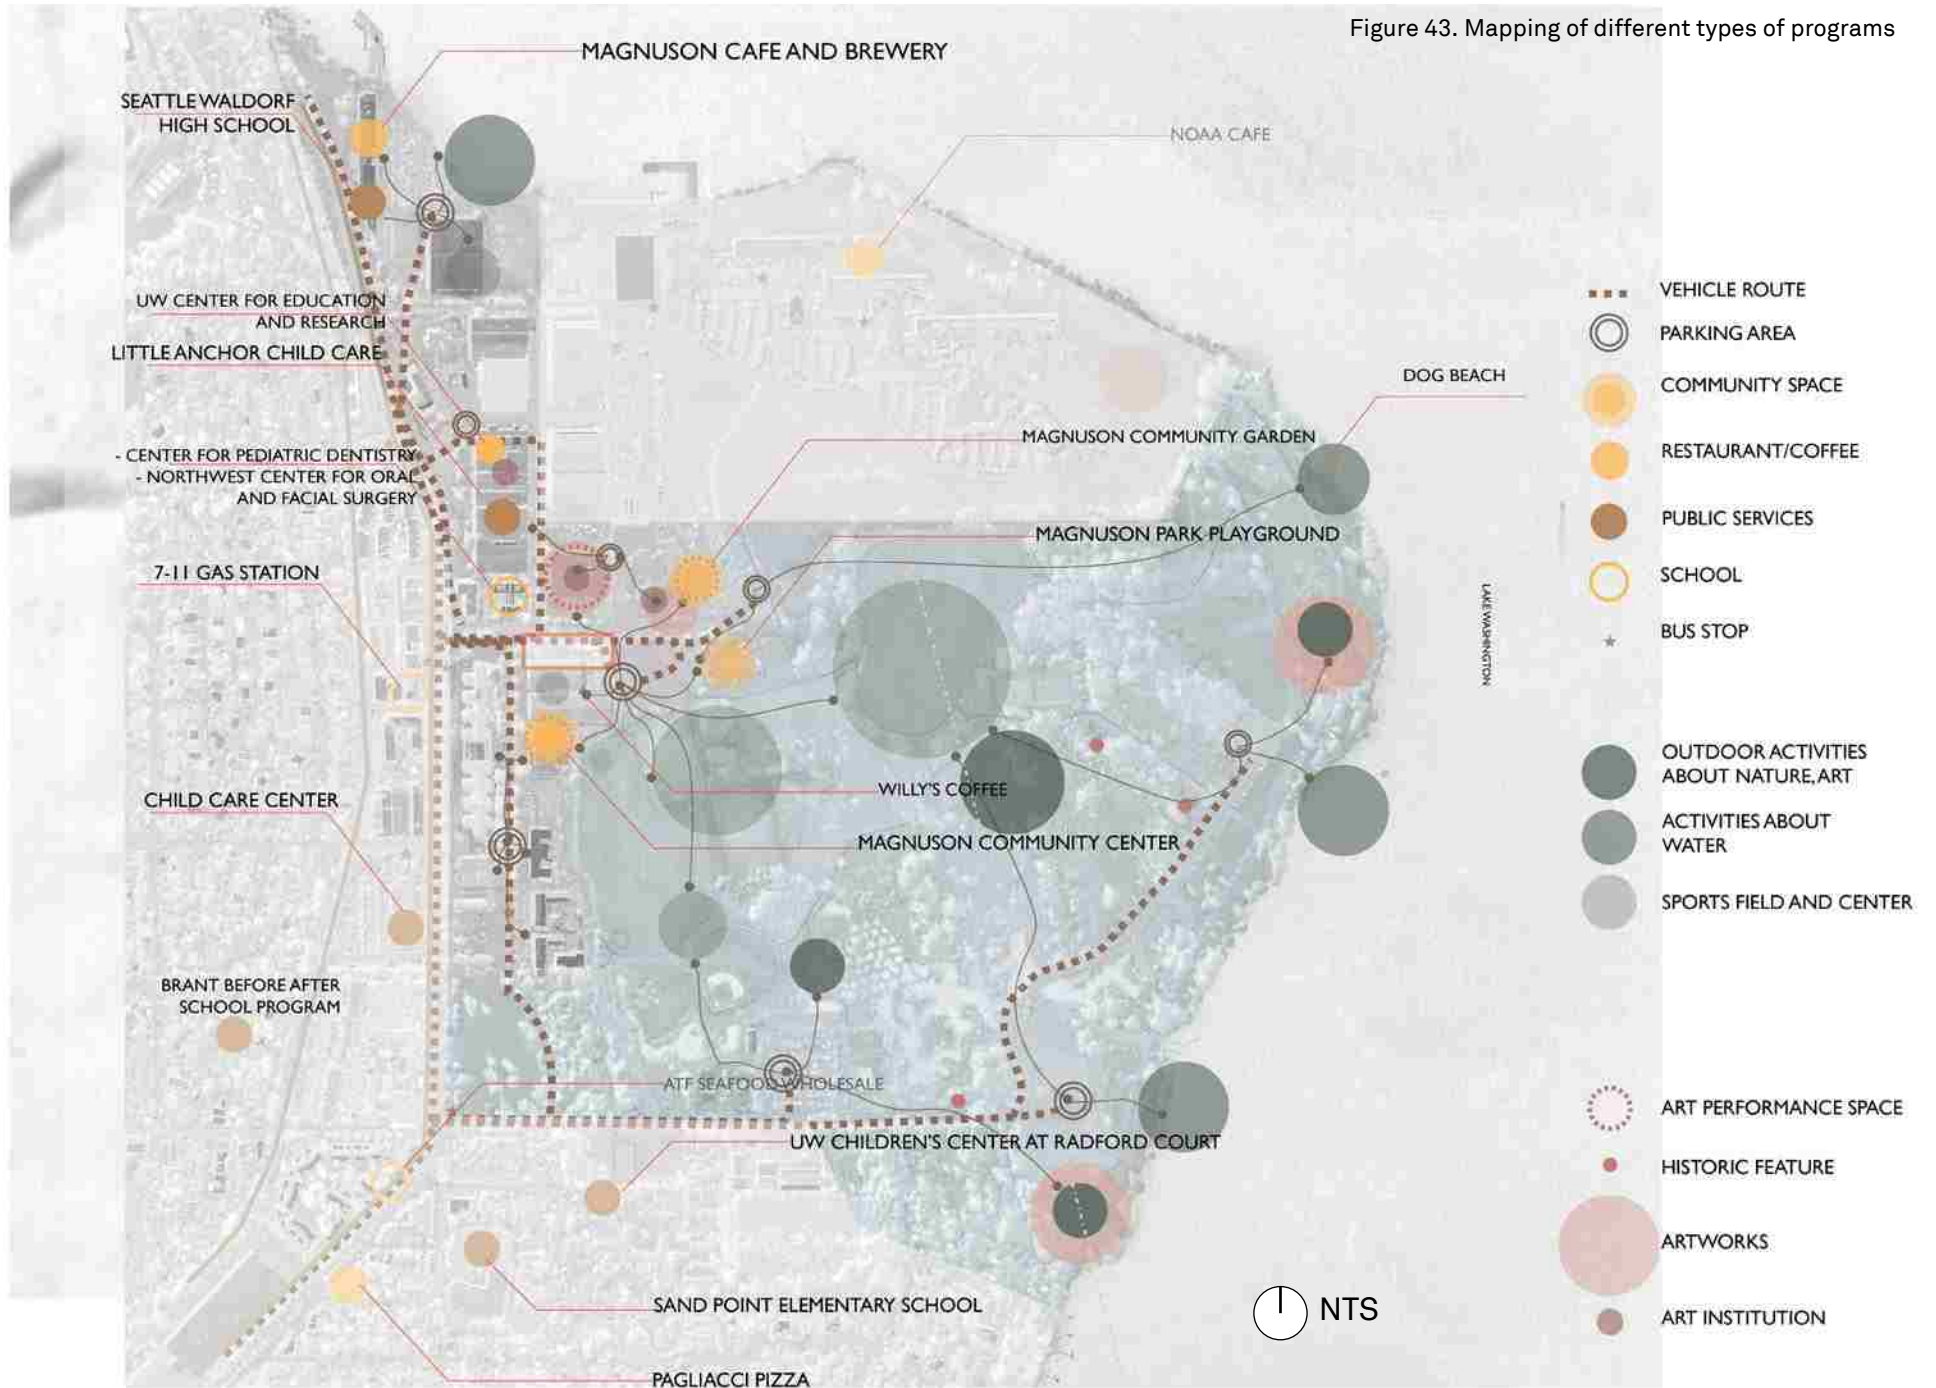 Figure 43. Mapping of different types of programs
MAGNUSON CAFE AND BREWERY
SEATTLE WALDORF
HIGH SCHOOL
NOAA CAFE
UW CENTER FOR EDUCATION
AND RESEARCH
LITTLE ANCHOR CHILD CARE
DOG BEACH
MAGNUSON COMMUNITY GARDEN
- CENTER FOR PEDIATRIC DENTISTRY
- NORTHWEST CENTER FOR ORAL
AND FACIAL SURGERY
MAGNUSON PARK PLAYGROUND
7-11 GAS STATION
LAKE WASHINGTON
WILLY'S COFFEE
CHILD CARE CENTER
MAGNUSON COMMUNITY CENTER
BRANT BEFORE AFTER
SCHOOL PROGRAM
ATF SEAFOOD WHOLESALE
UW CHILDREN'S CENTER AT RADFORD COURT
SAND POINT ELEMENTARY SCHOOL
PAGLIACCI PIZZA
NTS
VEHICLE ROUTE
PARKING AREA
COMMUNITY SPACE
RESTAURANT/COFFEE
PUBLIC SERVICES
SCHOOL
BUS STOP
OUTDOOR ACTIVITIES
ABOUT NATURE, ART
ACTIVITIES ABOUT
WATER
SPORTS FIELD AND CENTER
ART PERFORMANCE SPACE
HISTORIC FEATURE
ARTWORKS
ART INSTITUTION